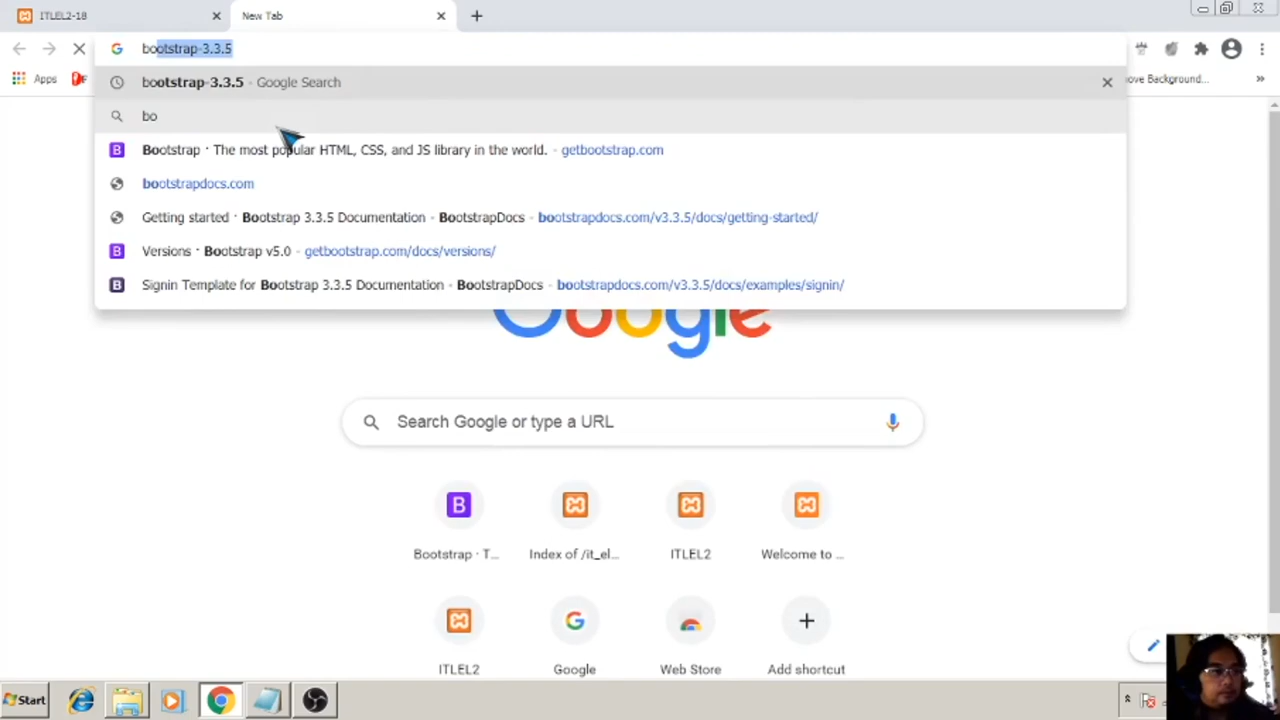 ITLEL2-18
New Tab
bootstrap-3.3.5
Apps
ove Background...
bootstrap-3.3.5 - Google Search
bo
Bootstrap · The most popular HTML, CSS, and JS library in the world. - getbootstrap.com
bootstrapdocs.com
Getting started · Bootstrap 3.3.5 Documentation - BootstrapDocs - bootstrapdocs.com/v3.3.5/docs/getting-started/
Versions · Bootstrap v5.0 - getbootstrap.com/docs/versions/
Signin Template for Bootstrap 3.3.5 Documentation - BootstrapDocs - bootstrapdocs.com/v3.3.5/docs/examples/signin/
Google
Search Google or type a URL
Bootstrap · T...
Index of /it_el...
ITLEL2
Welcome to ...
ITLEL2
Google
Web Store
Add shortcut
Start